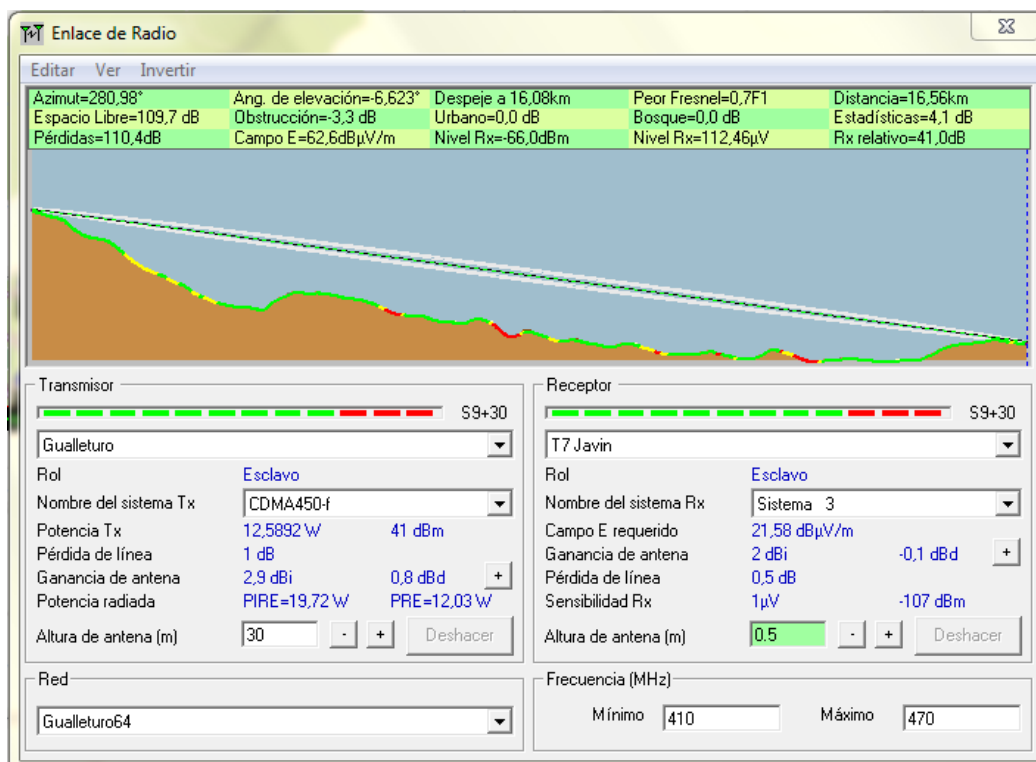 Enlace de Radio
Editar Ver Invertir
Azimut=280,98° Ang. de elevación=-6,623° Despeje a 16,08km Peor Fresnel=0,7F1 Distancia=16,56km
Espacio Libre=109,7 dB Obstrucción=-3,3 dB Urbano=0,0 dB Bosque=0,0 dB Estadísticas=4,1 dB
Pérdidas=110,4dB Campo E=62,6dBµV/m Nivel Rx=-66,0dBm Nivel Rx=112,46µV Rx relativo=41,0dB
Transmisor
S9+30
Gualleturo
Rol Esclavo
Nombre del sistema Tx CDMA450-f
Potencia Tx 12,5892 W 41 dBm
Pérdida de línea 1 dB
Ganancia de antena 2,9 dBi 0,8 dBd +
Potencia radiada PIRE=19,72 W PRE=12,03 W
Altura de antena (m) 30 - + Deshacer
Red
Gualleturo64
Receptor
S9+30
T7 Javin
Rol Esclavo
Nombre del sistema Rx Sistema 3
Campo E requerido 21,58 dBµV/m
Ganancia de antena 2 dBi -0,1 dBd +
Pérdida de línea 0,5 dB
Sensibilidad Rx 1µV -107 dBm
Altura de antena (m) 0.5 - + Deshacer
Frecuencia (MHz)
Mínimo 410 Máximo 470